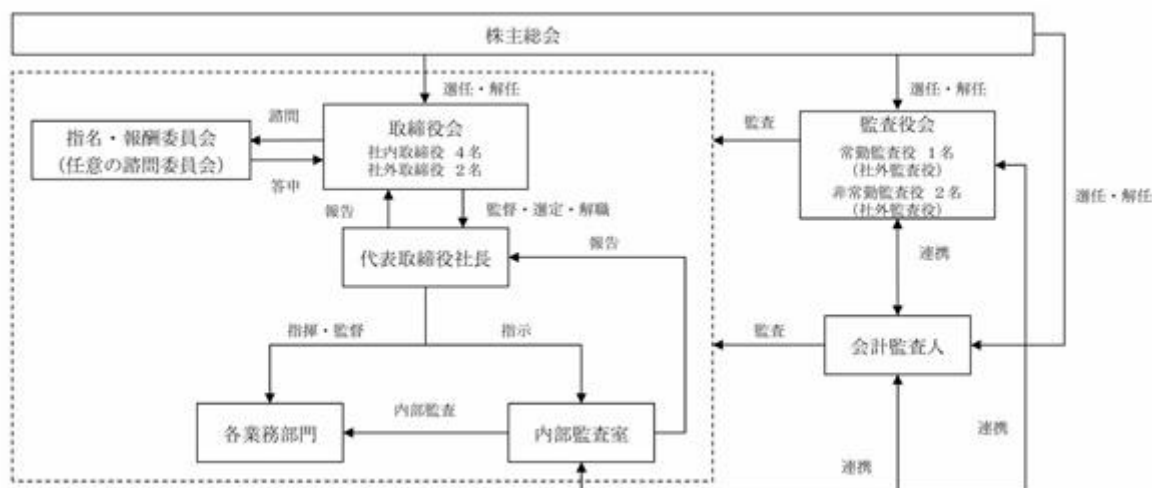 株主総会
選任・解任
選任・解任
諮問
取締役会
社内取締役 4名
社外取締役 2名
指名・報酬委員会
(任意の諮問委員会)
答申
監査
監査役会
常勤監査役 1名
(社外監査役)
非常勤監査役 2名
(社外監査役)
選任・解任
報告
監督・選定・解職
代表取締役社長
報告
連携
指揮・監督
指示
監査
会計監査人
各業務部門
内部監査
内部監査室
連携
連携